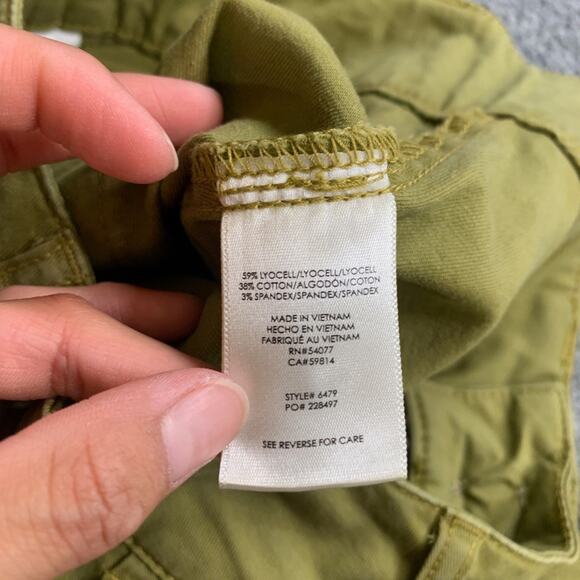 59% LYOCELL/LYOCELL/LYOCELL
38% COTTON/ALGODÓN/COTON
3% SPANDEX/SPANDEX/SPANDEX
MADE IN VIETNAM
HECHO EN VIETNAM
FABRIQUÉ AU VIETNAM
RN#54077
CA#59814
STYLE# 6479
PO# 228497
SEE REVERSE FOR CARE